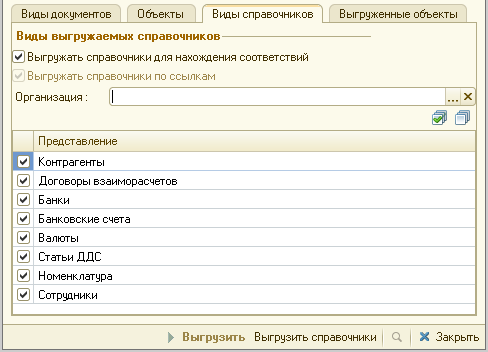 Виды документов Объекты Виды справочников Выгруженные объекты
Виды выгружаемых справочников
Выгружать справочники для нахождения соответствий
Выгружать справочники по ссылкам
Организация :
Представление
Контрагенты
Договоры взаиморасчетов
Банки
Банковские счета
Валюты
Статьи ДДС
Номенклатура
Сотрудники
Выгрузить Выгрузить справочники Закрыть